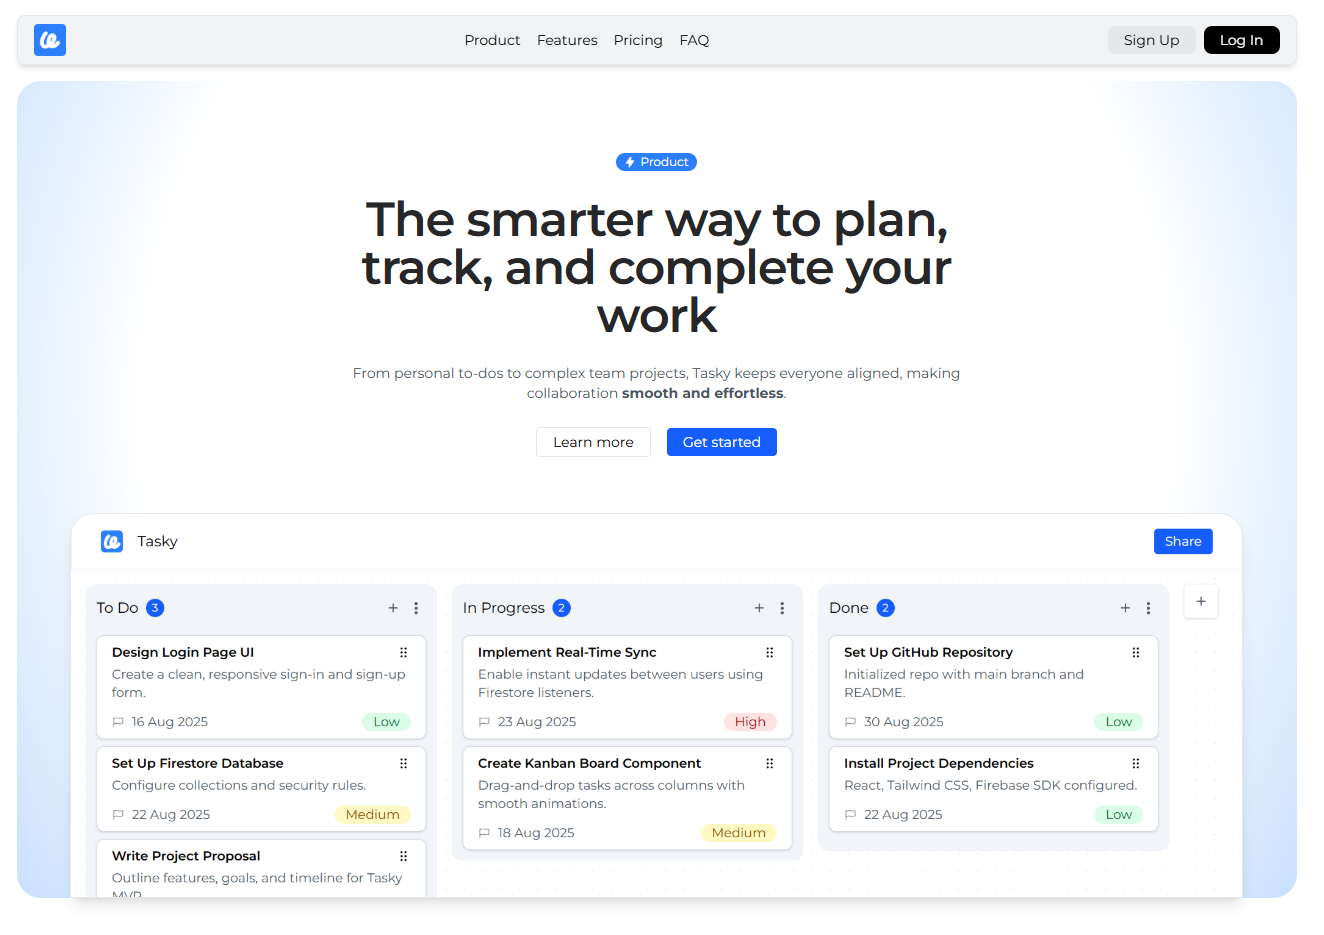 Product Features Pricing FAQ Sign Up Log In
Product
The smarter way to plan,
track, and complete your
work
From personal to-dos to complex team projects, Tasky keeps everyone aligned, making
collaboration smooth and effortless.
Learn more Get started
Tasky Share
To Do 3
Design Login Page UI
Create a clean, responsive sign-in and sign-up
form.
16 Aug 2025 Low
Set Up Firestore Database
Configure collections and security rules.
22 Aug 2025 Medium
Write Project Proposal
Outline features, goals, and timeline for Tasky
MVP
In Progress 2
Implement Real-Time Sync
Enable instant updates between users using
Firestore listeners.
23 Aug 2025 High
Create Kanban Board Component
Drag-and-drop tasks across columns with
smooth animations.
18 Aug 2025 Medium
Done 2
Set Up GitHub Repository
Initialized repo with main branch and
README.
30 Aug 2025 Low
Install Project Dependencies
React, Tailwind CSS, Firebase SDK configured.
22 Aug 2025 Low